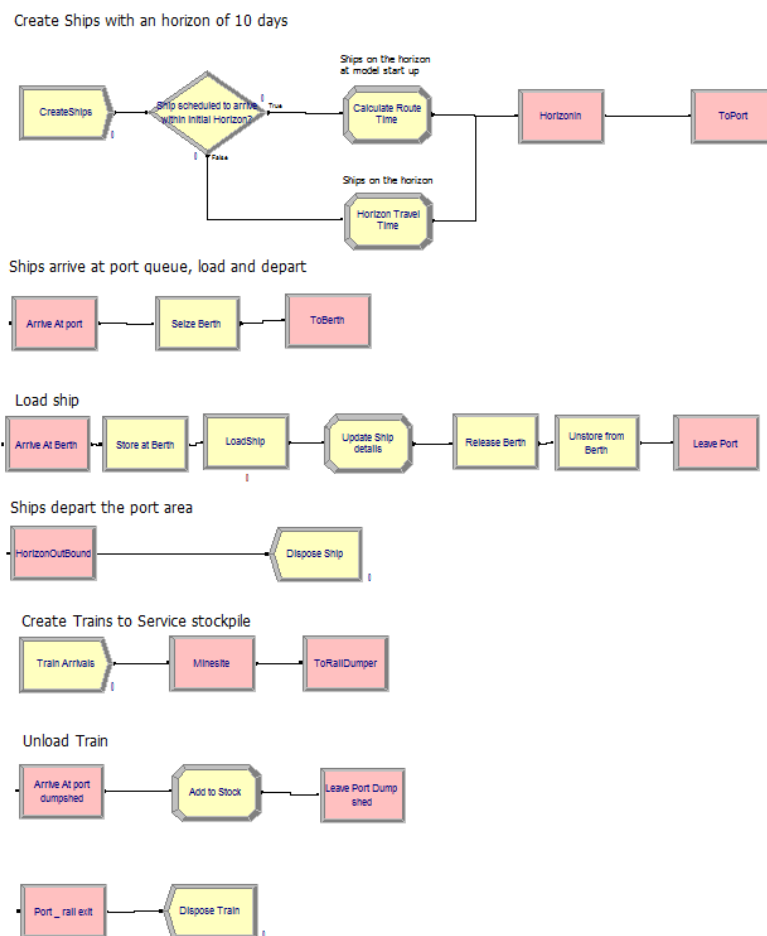 Create Ships with an horizon of 10 days
Ships on the horizon
at model start up
CreateShips
Ship scheduled to arrive
within Initial Horizon?
True
False
Calculate Route
Time
HorizonIn
ToPort
Ships on the horizon
Horizon Travel
Time
Ships arrive at port queue, load and depart
Arrive At port
Seize Berth
ToBerth
Load ship
Arrive At Berth
Store at Berth
LoadShip
Update Ship
details
Release Berth
Unstore from
Berth
Leave Port
Ships depart the port area
HorizonOutBound
Dispose Ship
Create Trains to Service stockpile
Train Arrivals
Minesite
ToRailDumper
Unload Train
Arrive At port
dumpshed
Add to Stock
Leave Port Dump
shed
Port _ rail exit
Dispose Train